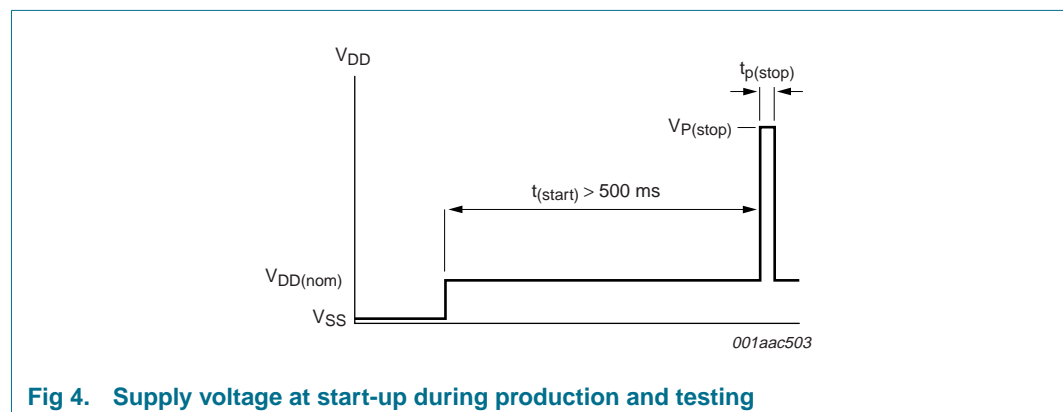 VDD
tp(stop)
VP(stop)
t(start) > 500 ms
VDD(nom)
VSS
001aac503
Fig 4. Supply voltage at start-up during production and testing